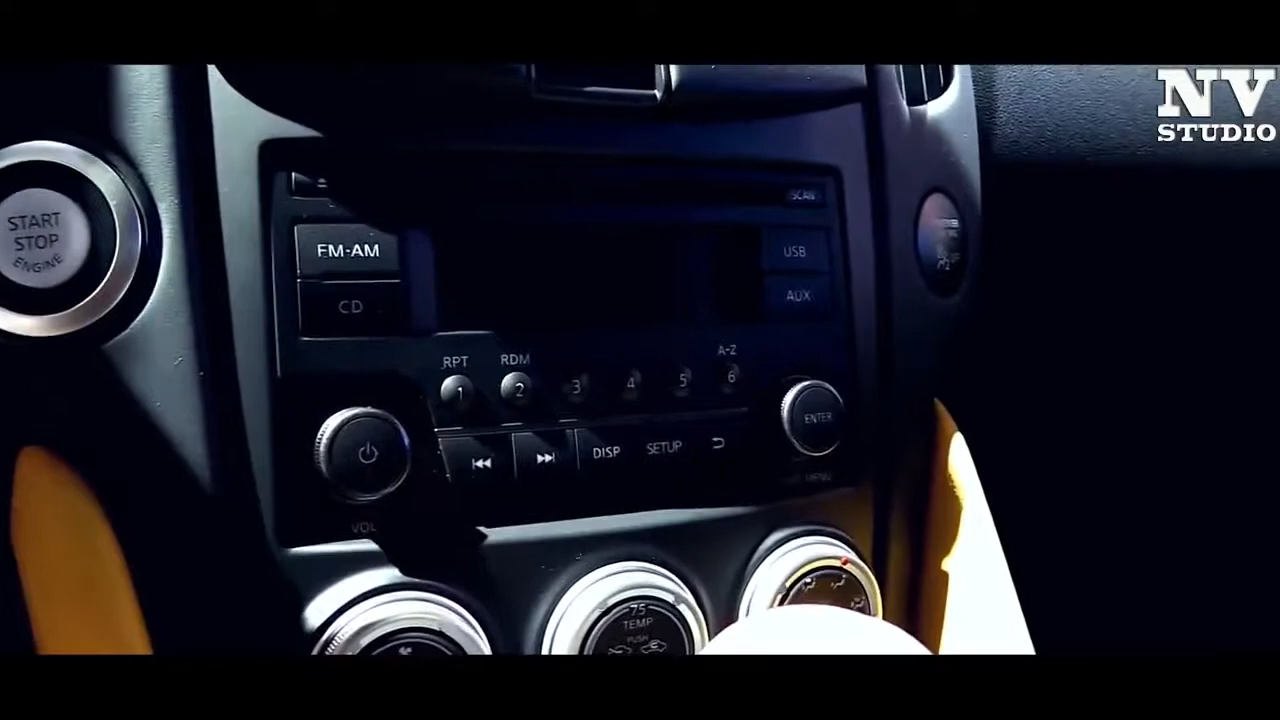 NV
STUDIO
SCAN
START
STOP
ENGINE
FM-AM
USB
CD
AUX
RPT RDM A-Z
1 2 3 4 5 6
ENTER
DISP SETUP
MENU
VOL
75
TEMP
PUSH